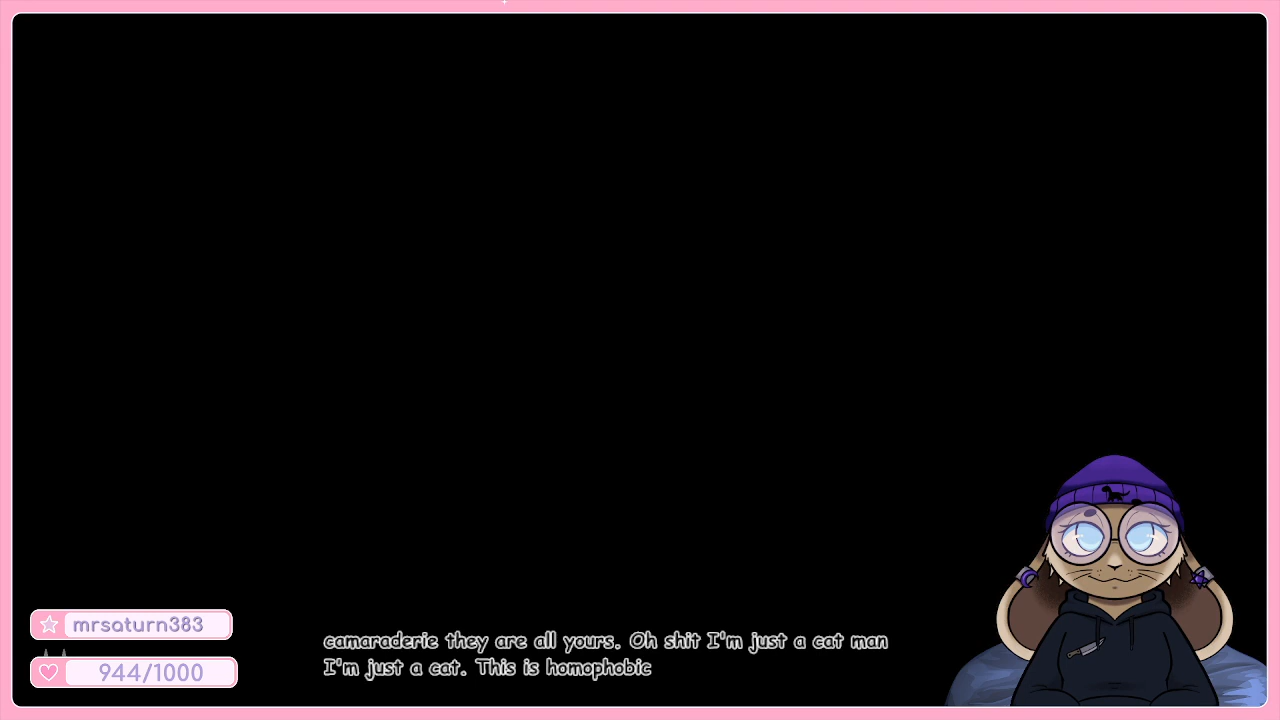 mrsaturn383
944/1000
camaraderie they are all yours. Oh shit I'm just a cat man
I'm just a cat. This is homophobic